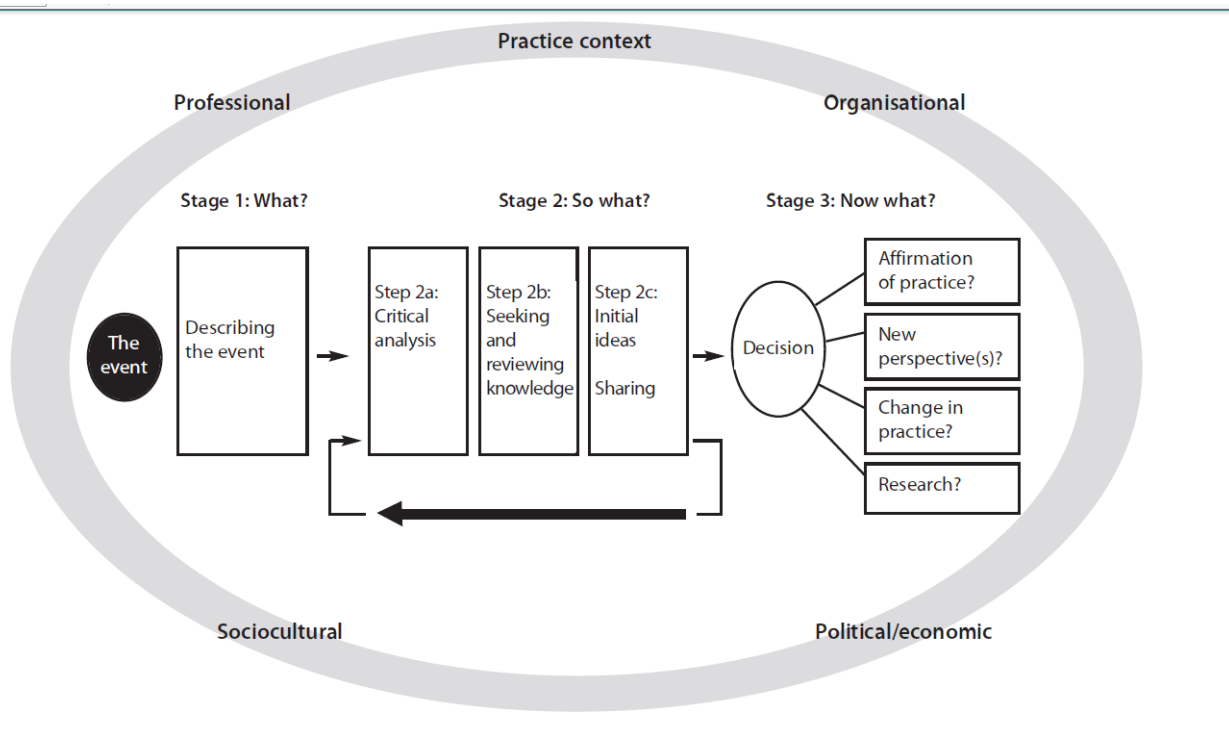 Practice context
Professional
Organisational
Stage 1: What?
Stage 2: So what?
Stage 3: Now what?
The
event
Describing
the event
Step 2a:
Critical
analysis
Step 2b:
Seeking
and
reviewing
knowledge
Step 2c:
Initial
ideas
Sharing
Decision
Affirmation
of practice?
New
perspective(s)?
Change in
practice?
Research?
Sociocultural
Political/economic